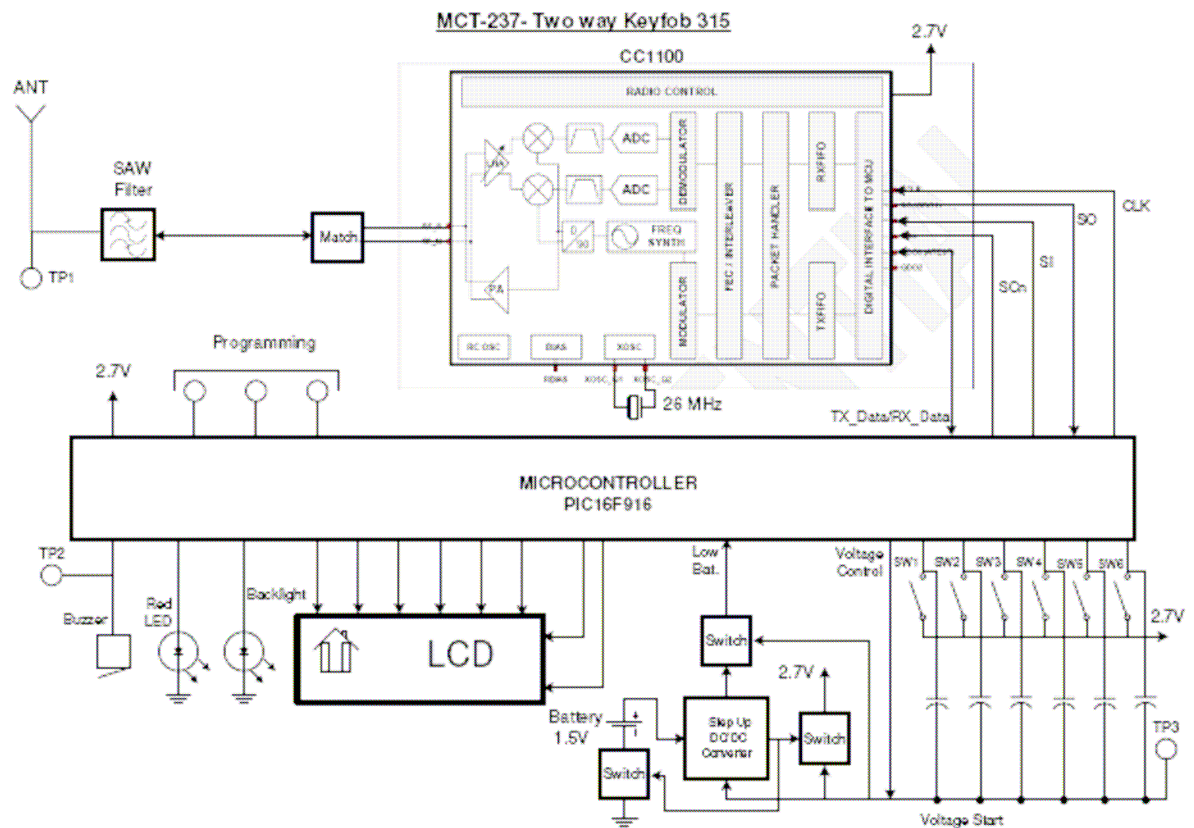 MCT-237- Two way Keyfob 315
CC1100
2.7V
RADIO CONTROL
ANT
SAW
Filter
Match
TP1
LNA
ADC
ADC
0
90
FREQ
SYNTH
PA
DEMODULATOR
MODULATOR
FEC / INTERLEAVER
PACKET HANDLER
RXFIFO
TXFIFO
DIGITAL INTERFACE TO MCU
RC OSC
BIAS
XOSC
RBIAS
XOSC_Q1
XOSC_Q2
26 MHz
CLK
SO
SI
SCn
TX_Data/RX_Data
Programming
2.7V
MICROCONTROLLER
PIC16F916
TP2
Buzzer
Red
LED
Backlight
LCD
Low
Bat.
Voltage
Control
SW1
SW2
SW3
SW4
SW5
SW6
2.7V
Switch
2.7V
Battery
1.5V
Step Up
DC/DC
Converter
Switch
Switch
TP3
Voltage Start